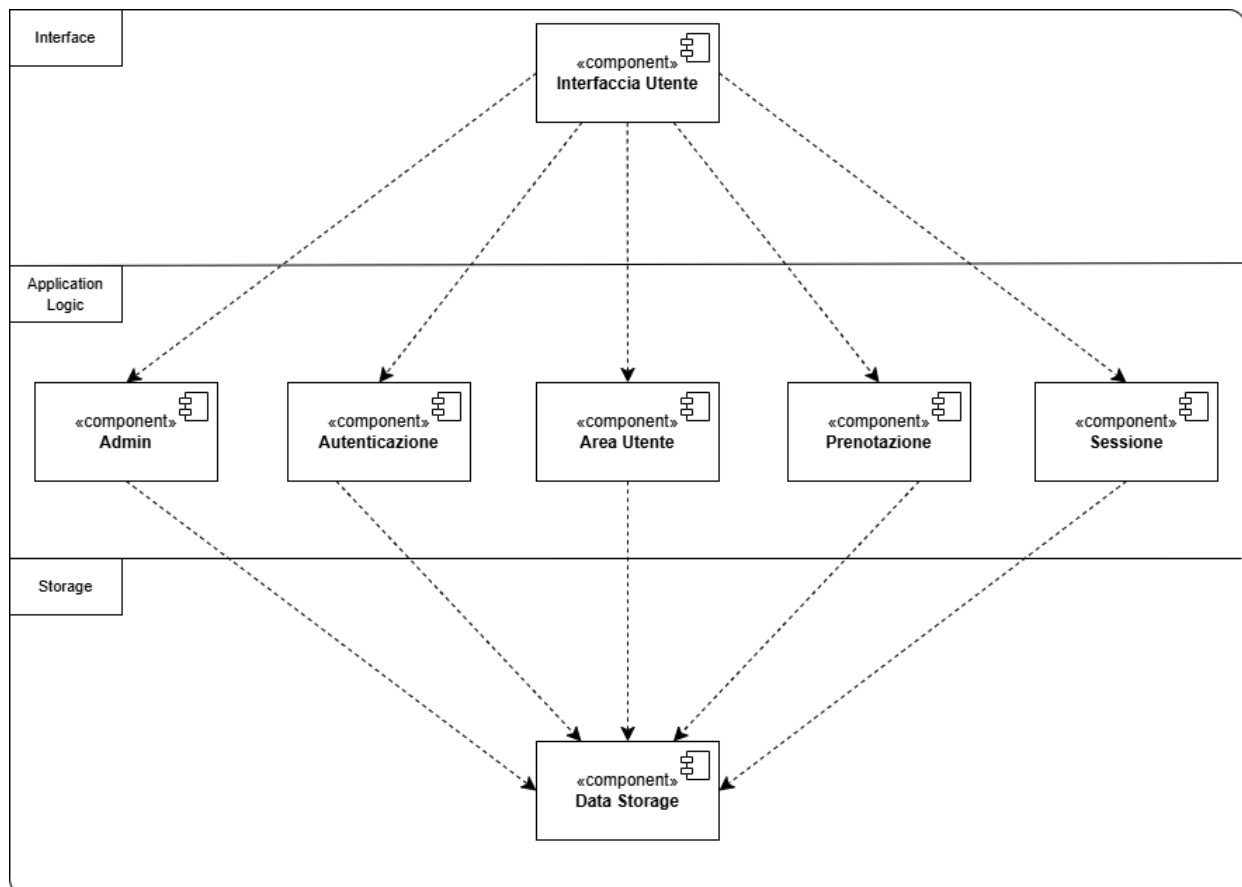 Interface
«component»
Interfaccia Utente
Application
Logic
«component»
Admin
«component»
Autenticazione
«component»
Area Utente
«component»
Prenotazione
«component»
Sessione
Storage
«component»
Data Storage